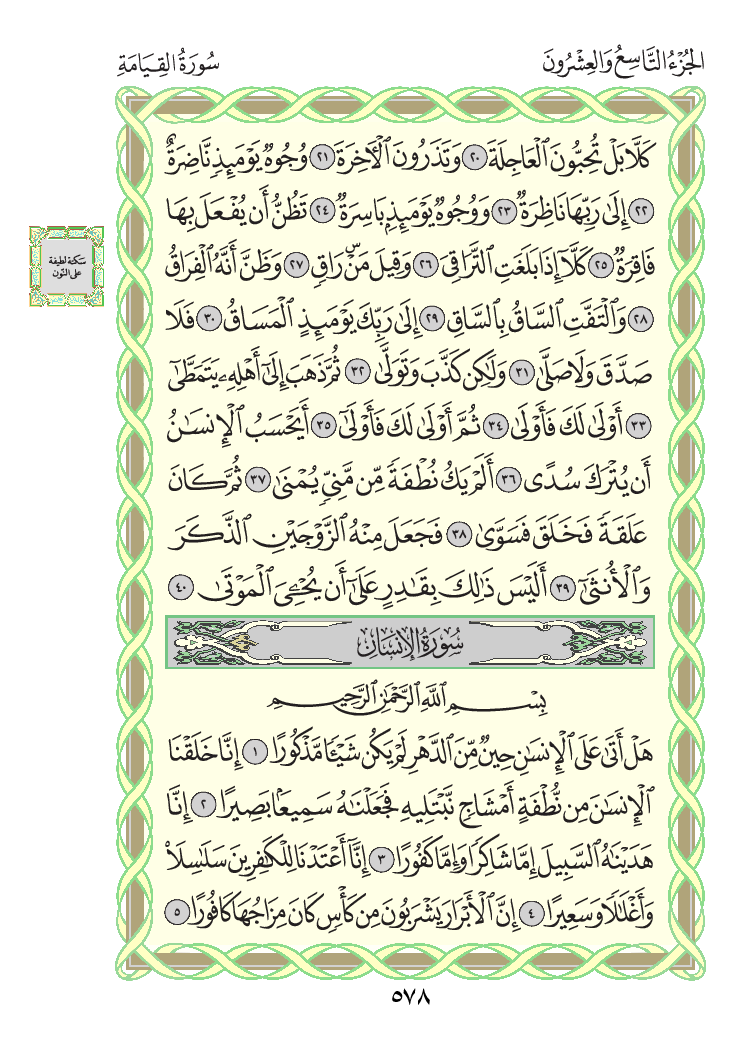 الجُزْءُ التَّاسِعُ وَالعِشْرُونَ
سُورَةُ القِيَامَةِ
كَلَّا بَلْ تُحِبُّونَ ٱلْعَاجِلَةَ ٢٠ وَتَذَرُونَ ٱلْأٓخِرَةَ ٢١ وُجُوهٌ يَوْمَئِذٖ نَّاضِرَةٌ
٢٢ إِلَىٰ رَبِّهَا نَاظِرَةٌ ٢٣ وَوُجُوهٌ يَوْمَئِذِۭ بَاسِرَةٌ ٢٤ تَظُنُّ أَن يُفْعَلَ بِهَا
فَاقِرَةٌ ٢٥ كَلَّآ إِذَا بَلَغَتِ ٱلتَّرَاقِيَ ٢٦ وَقِيلَ مَنْۜ رَاقٖ ٢٧ وَظَنَّ أَنَّهُ ٱلْفِرَاقُ
٢٨ وَٱلْتَفَّتِ ٱلسَّاقُ بِٱلسَّاقِ ٢٩ إِلَىٰ رَبِّكَ يَوْمَئِذٍ ٱلْمَسَاقُ ٣٠ فَلَا
صَدَّقَ وَلَا صَلَّىٰ ٣١ وَلَٰكِن كَذَّبَ وَتَوَلَّىٰ ٣٢ ثُمَّ ذَهَبَ إِلَىٰٓ أَهْلِهِۦ يَتَمَطَّىٰٓ
٣٣ أَوْلَىٰ لَكَ فَأَوْلَىٰ ٣٤ ثُمَّ أَوْلَىٰ لَكَ فَأَوْلَىٰٓ ٣٥ أَيَحْسَبُ ٱلْإِنسَٰنُ
أَن يُتْرَكَ سُدًى ٣٦ أَلَمْ يَكُ نُطْفَةٗ مِّن مَّنِيّٖ يُمْنَىٰ ٣٧ ثُمَّ كَانَ
عَلَقَةٗ فَخَلَقَ فَسَوَّىٰ ٣٨ فَجَعَلَ مِنْهُ ٱلزَّوْجَيْنِ ٱلذَّكَرَ
وَٱلْأُنثَىٰٓ ٣٩ أَلَيْسَ ذَٰلِكَ بِقَٰدِرٍ عَلَىٰٓ أَن يُحْـِۧيَ ٱلْمَوْتَىٰ ٤٠
سَكتة لطيفة
على النّون
سُورَةُ الإِنسَانِ
بِسْمِ ٱللَّهِ ٱلرَّحْمَٰنِ ٱلرَّحِيمِ
هَلْ أَتَىٰ عَلَى ٱلْإِنسَٰنِ حِينٌ مِّنَ ٱلدَّهْرِ لَمْ يَكُن شَيْـٔٗا مَّذْكُورًا ١ إِنَّا خَلَقْنَا
ٱلْإِنسَٰنَ مِن نُّطْفَةٍ أَمْشَاجٖ نَّبْتَلِيهِ فَجَعَلْنَٰهُ سَمِيعَۢا بَصِيرًا ٢ إِنَّا
هَدَيْنَٰهُ ٱلسَّبِيلَ إِمَّا شَاكِرٗا وَإِمَّا كَفُورًا ٣ إِنَّآ أَعْتَدْنَا لِلْكَٰفِرِينَ سَلَٰسِلَا۟
وَأَغْلَٰلٗا وَسَعِيرًا ٤ إِنَّ ٱلْأَبْرَارَ يَشْرَبُونَ مِن كَأْسٖ كَانَ مِزَاجُهَا كَافُورًا ٥
٥٧٨